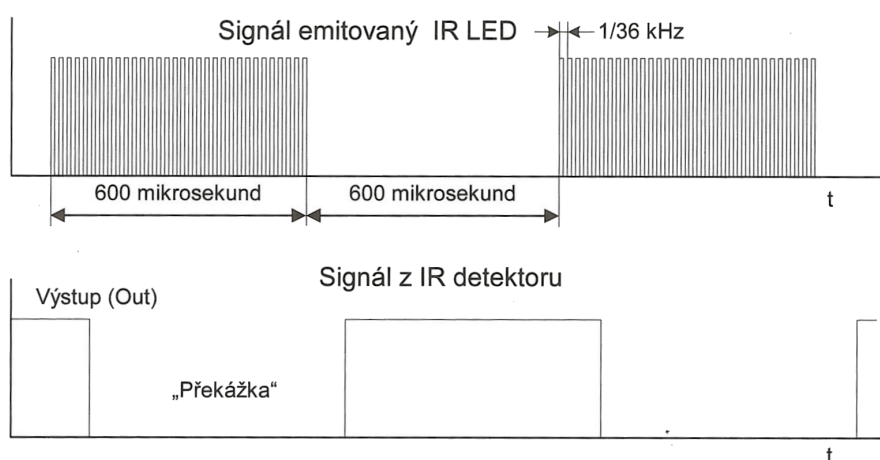 Signál emitovaný IR LED
1/36 kHz
600 mikrosekund
600 mikrosekund
t
Signál z IR detektoru
Výstup (Out)
„Překážka“
t